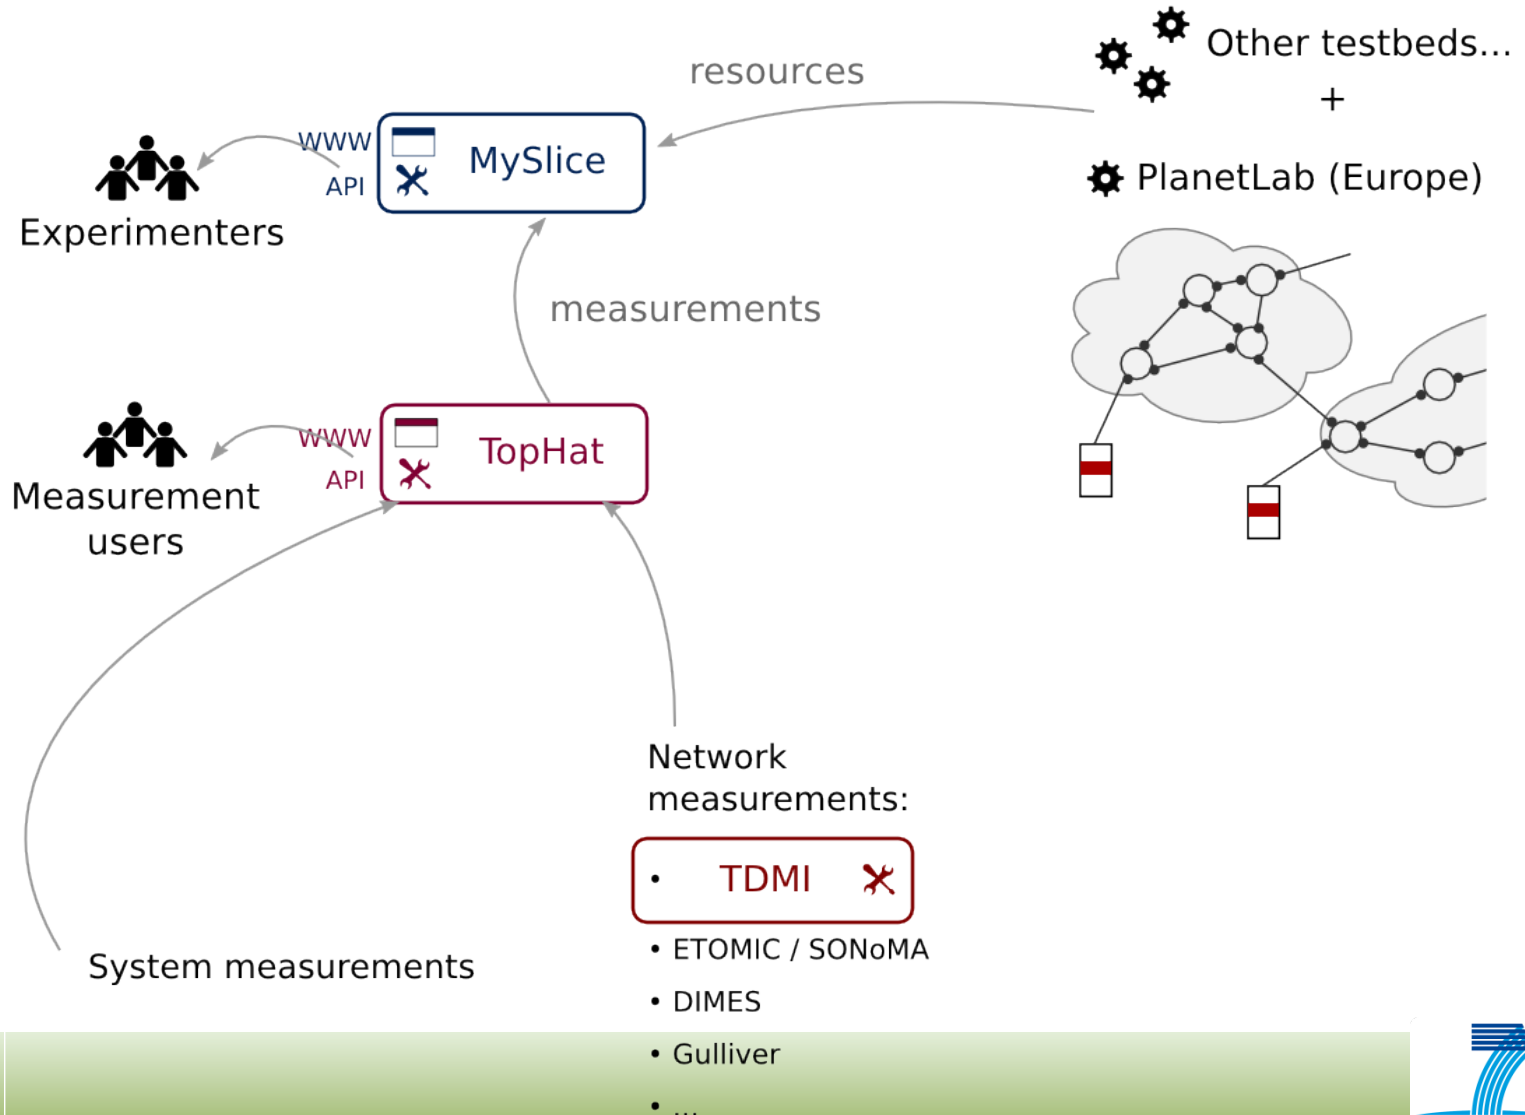 Other testbeds...
+
PlanetLab (Europe)
resources
WWW
API
MySlice
Experimenters
measurements
WWW
API
TopHat
Measurement
users
Network
measurements:
• TDMI
• ETOMIC / SONoMA
• DIMES
• Gulliver
• ...
System measurements